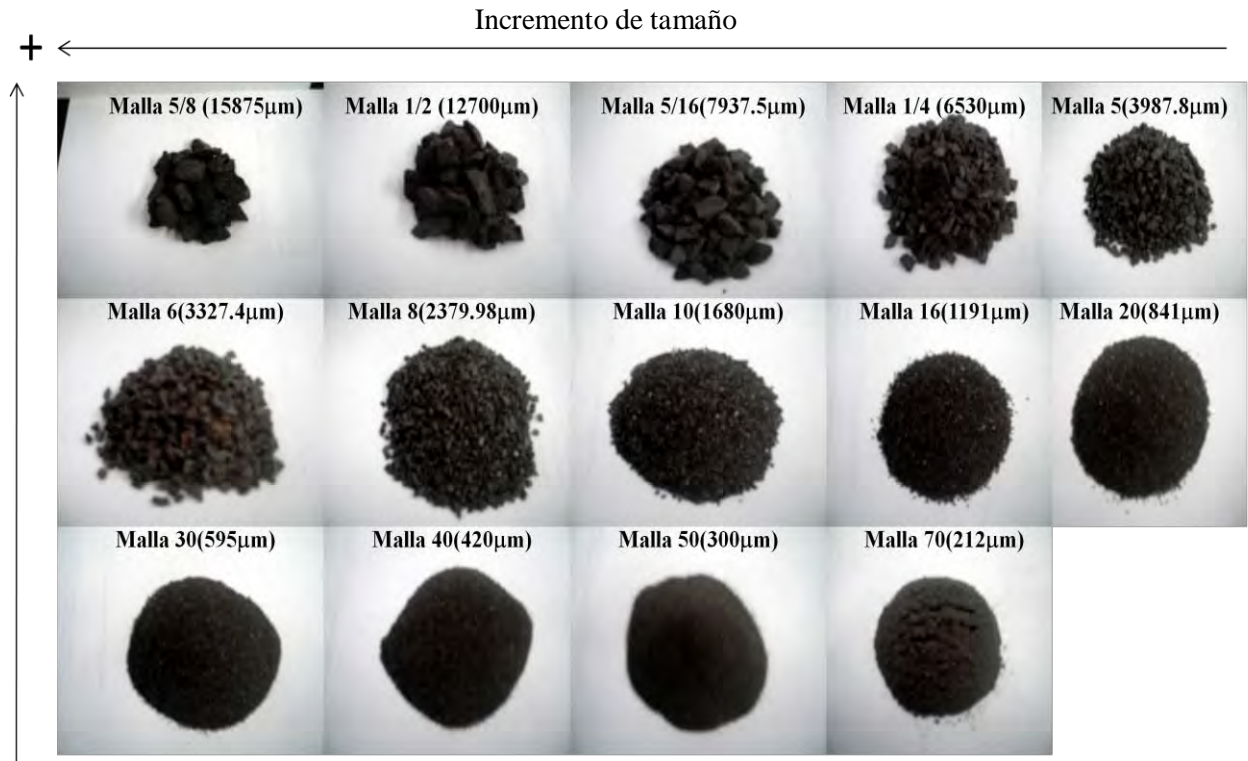 Incremento de tamaño
+
Malla 5/8 (15875µm)
Malla 1/2 (12700µm)
Malla 5/16(7937.5µm)
Malla 1/4 (6530µm)
Malla 5(3987.8µm)
Malla 6(3327.4µm)
Malla 8(2379.98µm)
Malla 10(1680µm)
Malla 16(1191µm)
Malla 20(841µm)
Malla 30(595µm)
Malla 40(420µm)
Malla 50(300µm)
Malla 70(212µm)